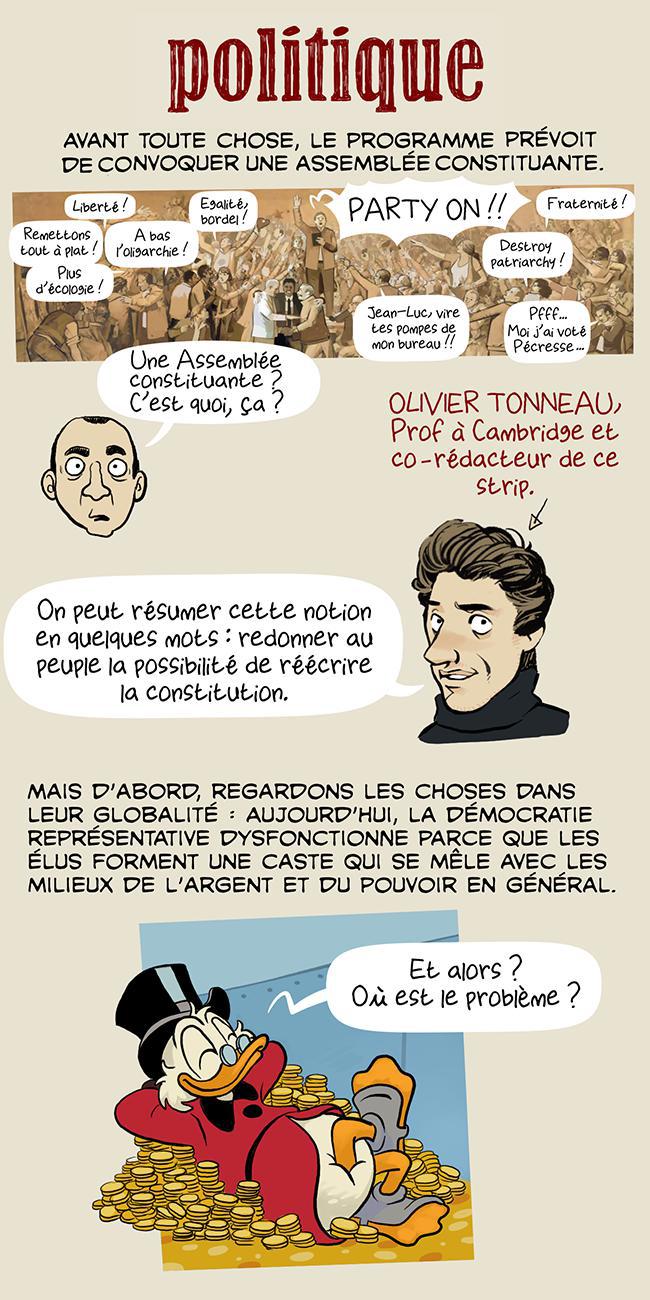 politique
AVANT TOUTE CHOSE, LE PROGRAMME PRÉVOIT
DE CONVOQUER UNE ASSEMBLÉE CONSTITUANTE.
Liberté !
Egalité,
bordel !
PARTY ON !!
Fraternité !
Remettons
tout à plat !
A bas
l'oligarchie !
Destroy
patriarchy !
Plus
d'écologie !
Jean-Luc, vire
tes pompes de
mon bureau !!
Pfff...
Moi j'ai voté
Pécresse...
Une Assemblée
constituante ?
C'est quoi, ça ?
OLIVIER TONNEAU,
Prof à Cambridge et
co-rédacteur de ce
strip.
On peut résumer cette notion
en quelques mots : redonner au
peuple la possibilité de réécrire
la constitution.
MAIS D'ABORD, REGARDONS LES CHOSES DANS
LEUR GLOBALITÉ : AUJOURD'HUI, LA DÉMOCRATIE
REPRÉSENTATIVE DYSFONCTIONNE PARCE QUE LES
ÉLUS FORMENT UNE CASTE QUI SE MÊLE AVEC LES
MILIEUX DE L'ARGENT ET DU POUVOIR EN GÉNÉRAL.
Et alors ?
Où est le problème ?